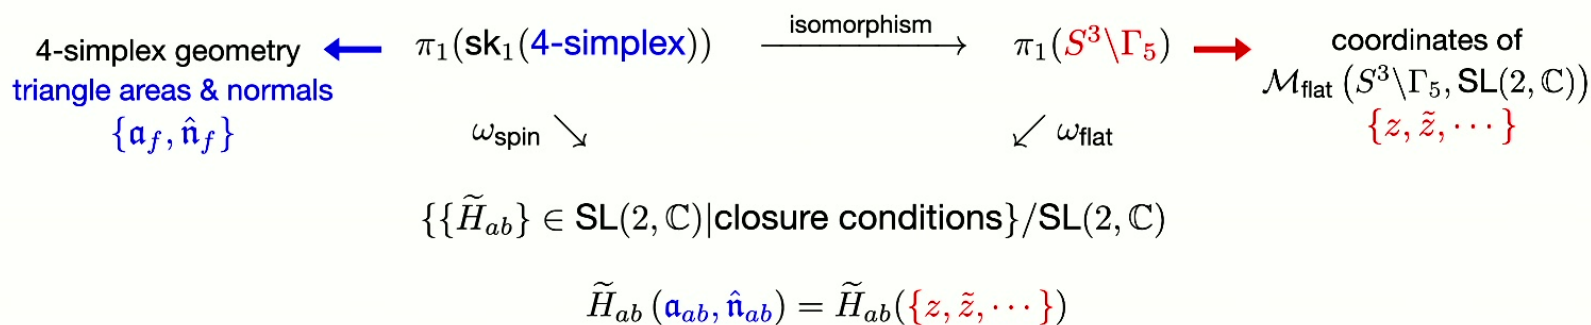 4-simplex geometry
triangle areas & normals
{𝔞_f, n̂_f}
π₁(sk₁(4-simplex))
isomorphism
π₁(S³\Γ₅)
coordinates of
ℳ_flat (S³\Γ₅, SL(2, ℂ))
{z, z̃, ⋯}
ω_spin
ω_flat
{{H̃_ab} ∈ SL(2, ℂ)|closure conditions}/SL(2, ℂ)
H̃_ab (𝔞_ab, n̂_ab) = H̃_ab({z, z̃, ⋯})